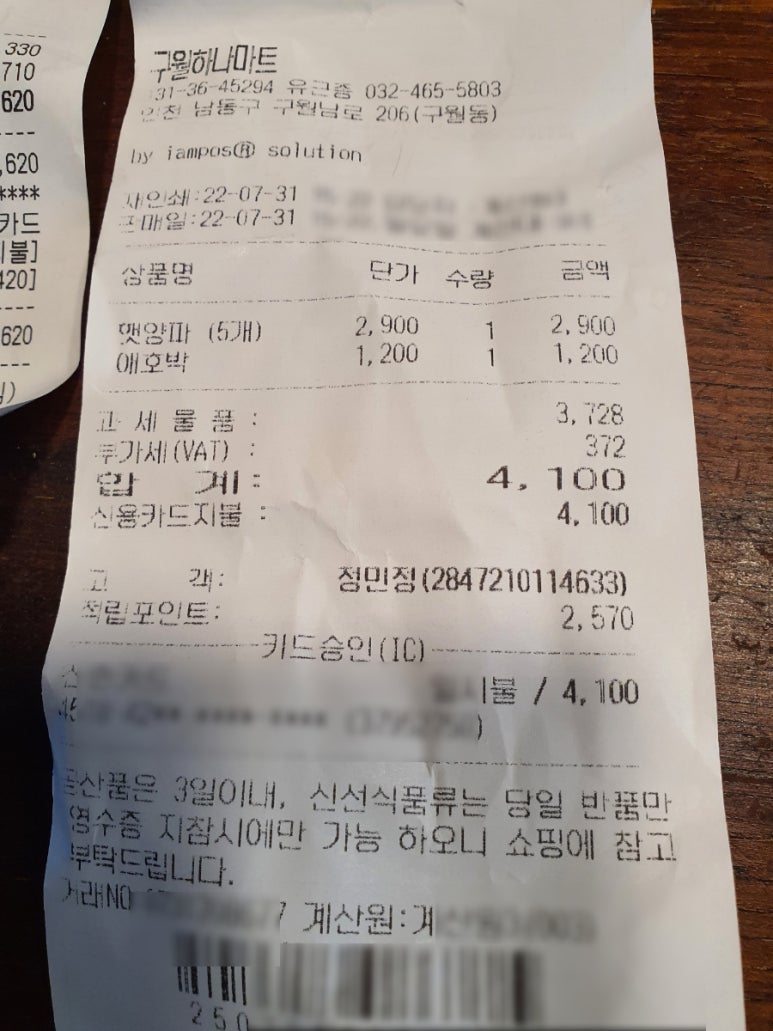 330
710
620
구월하나마트
31-36-45294 유근종 032-465-5803
인천 남동구 구월남로 206(구월동)
by iampos® solution
재인쇄:22-07-31
판매일:22-07-31
상품명 단가 수량 금액
햇양파 (5개) 2,900 1 2,900
애호박 1,200 1 1,200
과 세 물 품 : 3,728
부가세(VAT) : 372
합 계: 4,100
신용카드지불 : 4,100
고 객: 정민정(2847210114633)
적립포인트: 2,570
카드승인(IC)
불 / 4,100
공산품은 3일이내, 신선식품류는 당일 반품만
영수증 지참시에만 가능 하오니 쇼핑에 참고
부탁드립니다.
거래NO 7 계산원:계
250
,620
****
카드
불]
420]
620